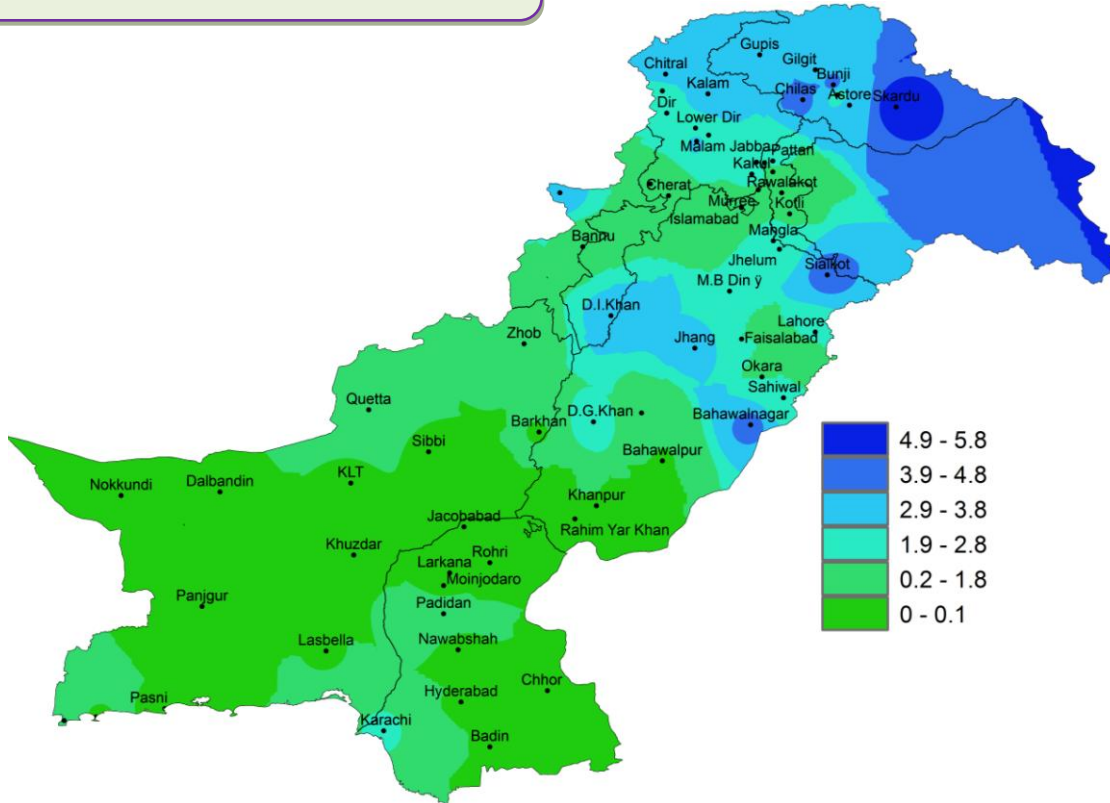 Gupis
Gilgit
Chitral
Bunji
Kalam
Chilas
Astore
Skardu
Dir
Lower Dir
Malam Jabbar
Pattan
Kakul
Cherat
Rawalakot
Murree
Kotli
Islamabad
Bannu
Mangla
Jhelum
Sialkot
M.B Din ÿ
D.I.Khan
Zhob
Lahore
Jhang
Faisalabad
Okara
Sahiwal
Quetta
D.G.Khan
Bahawalnagar
Barkhan
Sibbi
Bahawalpur
KLT
Nokkundi
Dalbandin
Khanpur
Jacobabad
Rahim Yar Khan
Khuzdar
Rohri
Larkana
Moinjodaro
Panjgur
Padidan
Lasbella
Nawabshah
Chhor
Pasni
Hyderabad
Karachi
Badin
4.9 - 5.8
3.9 - 4.8
2.9 - 3.8
1.9 - 2.8
0.2 - 1.8
0 - 0.1